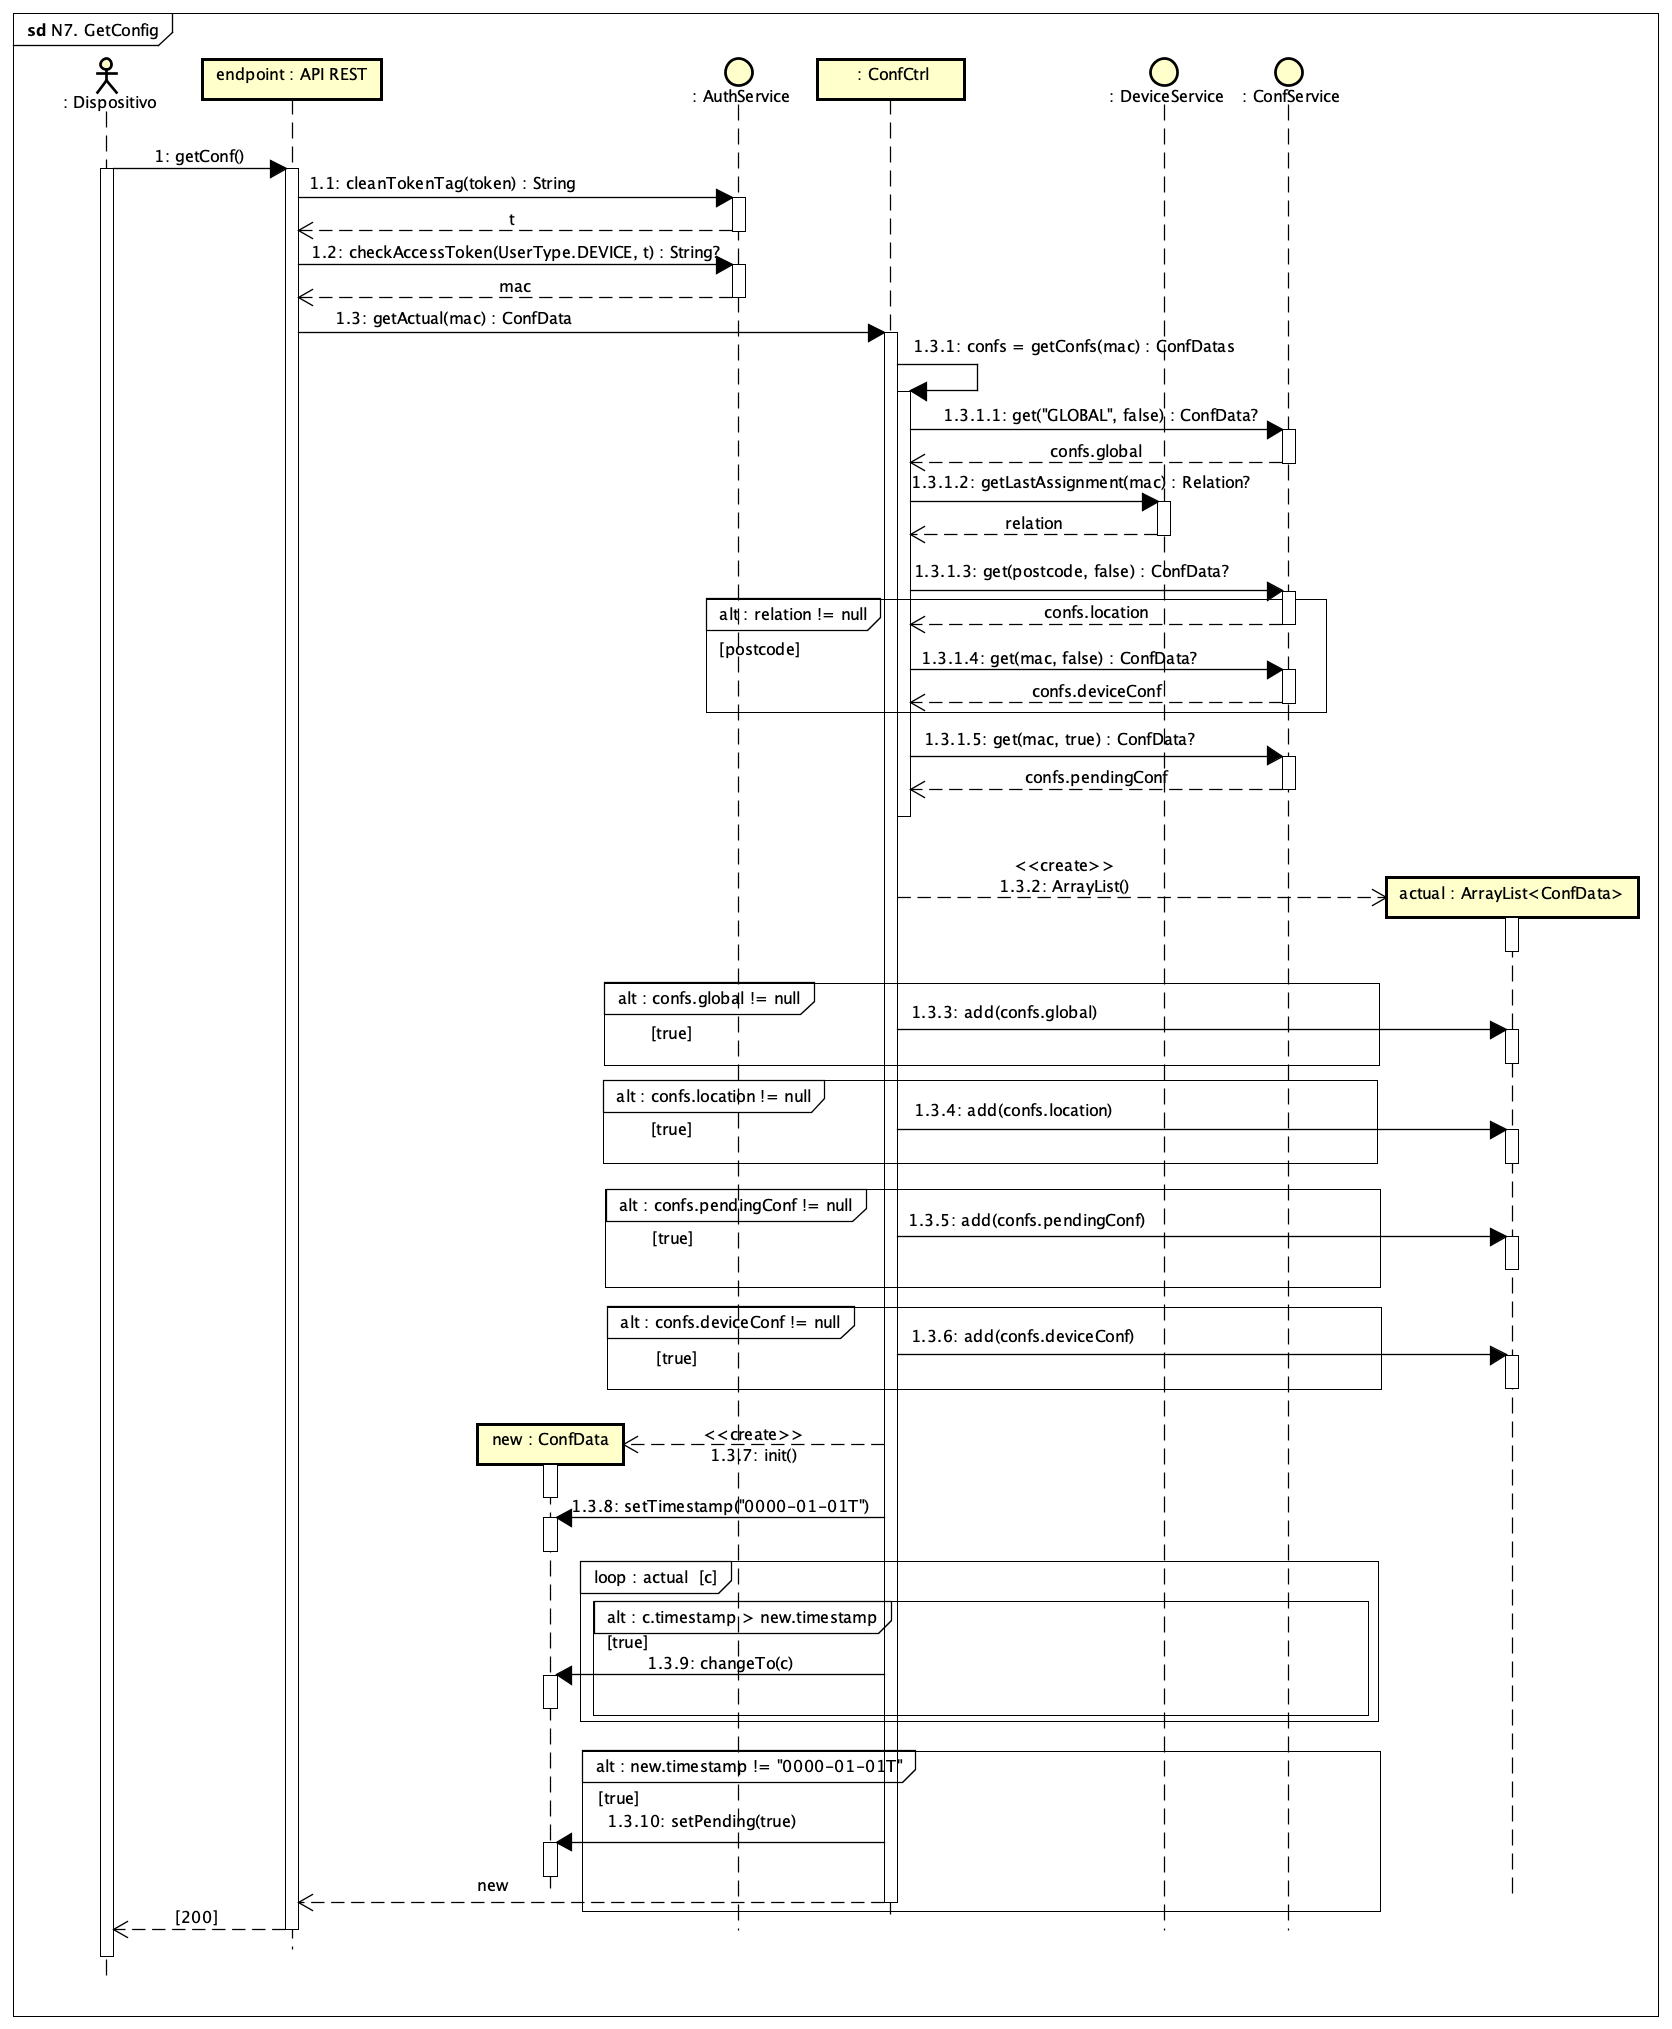 sd N7. GetConfig
: Dispositivo
endpoint : API REST
: AuthService
: ConfCtrl
: DeviceService
: ConfService
1: getConf()
1.1: cleanTokenTag(token) : String
t
1.2: checkAccessToken(UserType.DEVICE, t) : String?
mac
1.3: getActual(mac) : ConfData
1.3.1: confs = getConfs(mac) : ConfDatas
1.3.1.1: get("GLOBAL", false) : ConfData?
confs.global
1.3.1.2: getLastAssignment(mac) : Relation?
relation
1.3.1.3: get(postcode, false) : ConfData?
alt : relation != null
confs.location
[postcode]
1.3.1.4: get(mac, false) : ConfData?
confs.deviceConf
1.3.1.5: get(mac, true) : ConfData?
confs.pendingConf
<<create>>
1.3.2: ArrayList()
actual : ArrayList<ConfData>
alt : confs.global != null
1.3.3: add(confs.global)
[true]
alt : confs.location != null
1.3.4: add(confs.location)
[true]
alt : confs.pendingConf != null
1.3.5: add(confs.pendingConf)
[true]
alt : confs.deviceConf != null
1.3.6: add(confs.deviceConf)
[true]
new : ConfData
<<create>>
1.3.7: init()
1.3.8: setTimestamp("0000-01-01T")
loop : actual [c]
alt : c.timestamp > new.timestamp
[true]
1.3.9: changeTo(c)
alt : new.timestamp != "0000-01-01T"
[true]
1.3.10: setPending(true)
new
[200]